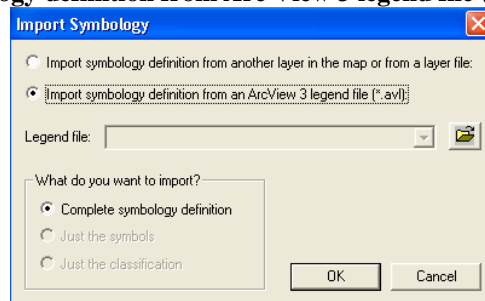 Import Symbology
Import symbology definition from another layer in the map or from a layer file:
Import symbology definition from an ArcView 3 legend file (*.avl):
Legend file:
What do you want to import?
Complete symbology definition
Just the symbols
Just the classification
OK
Cancel